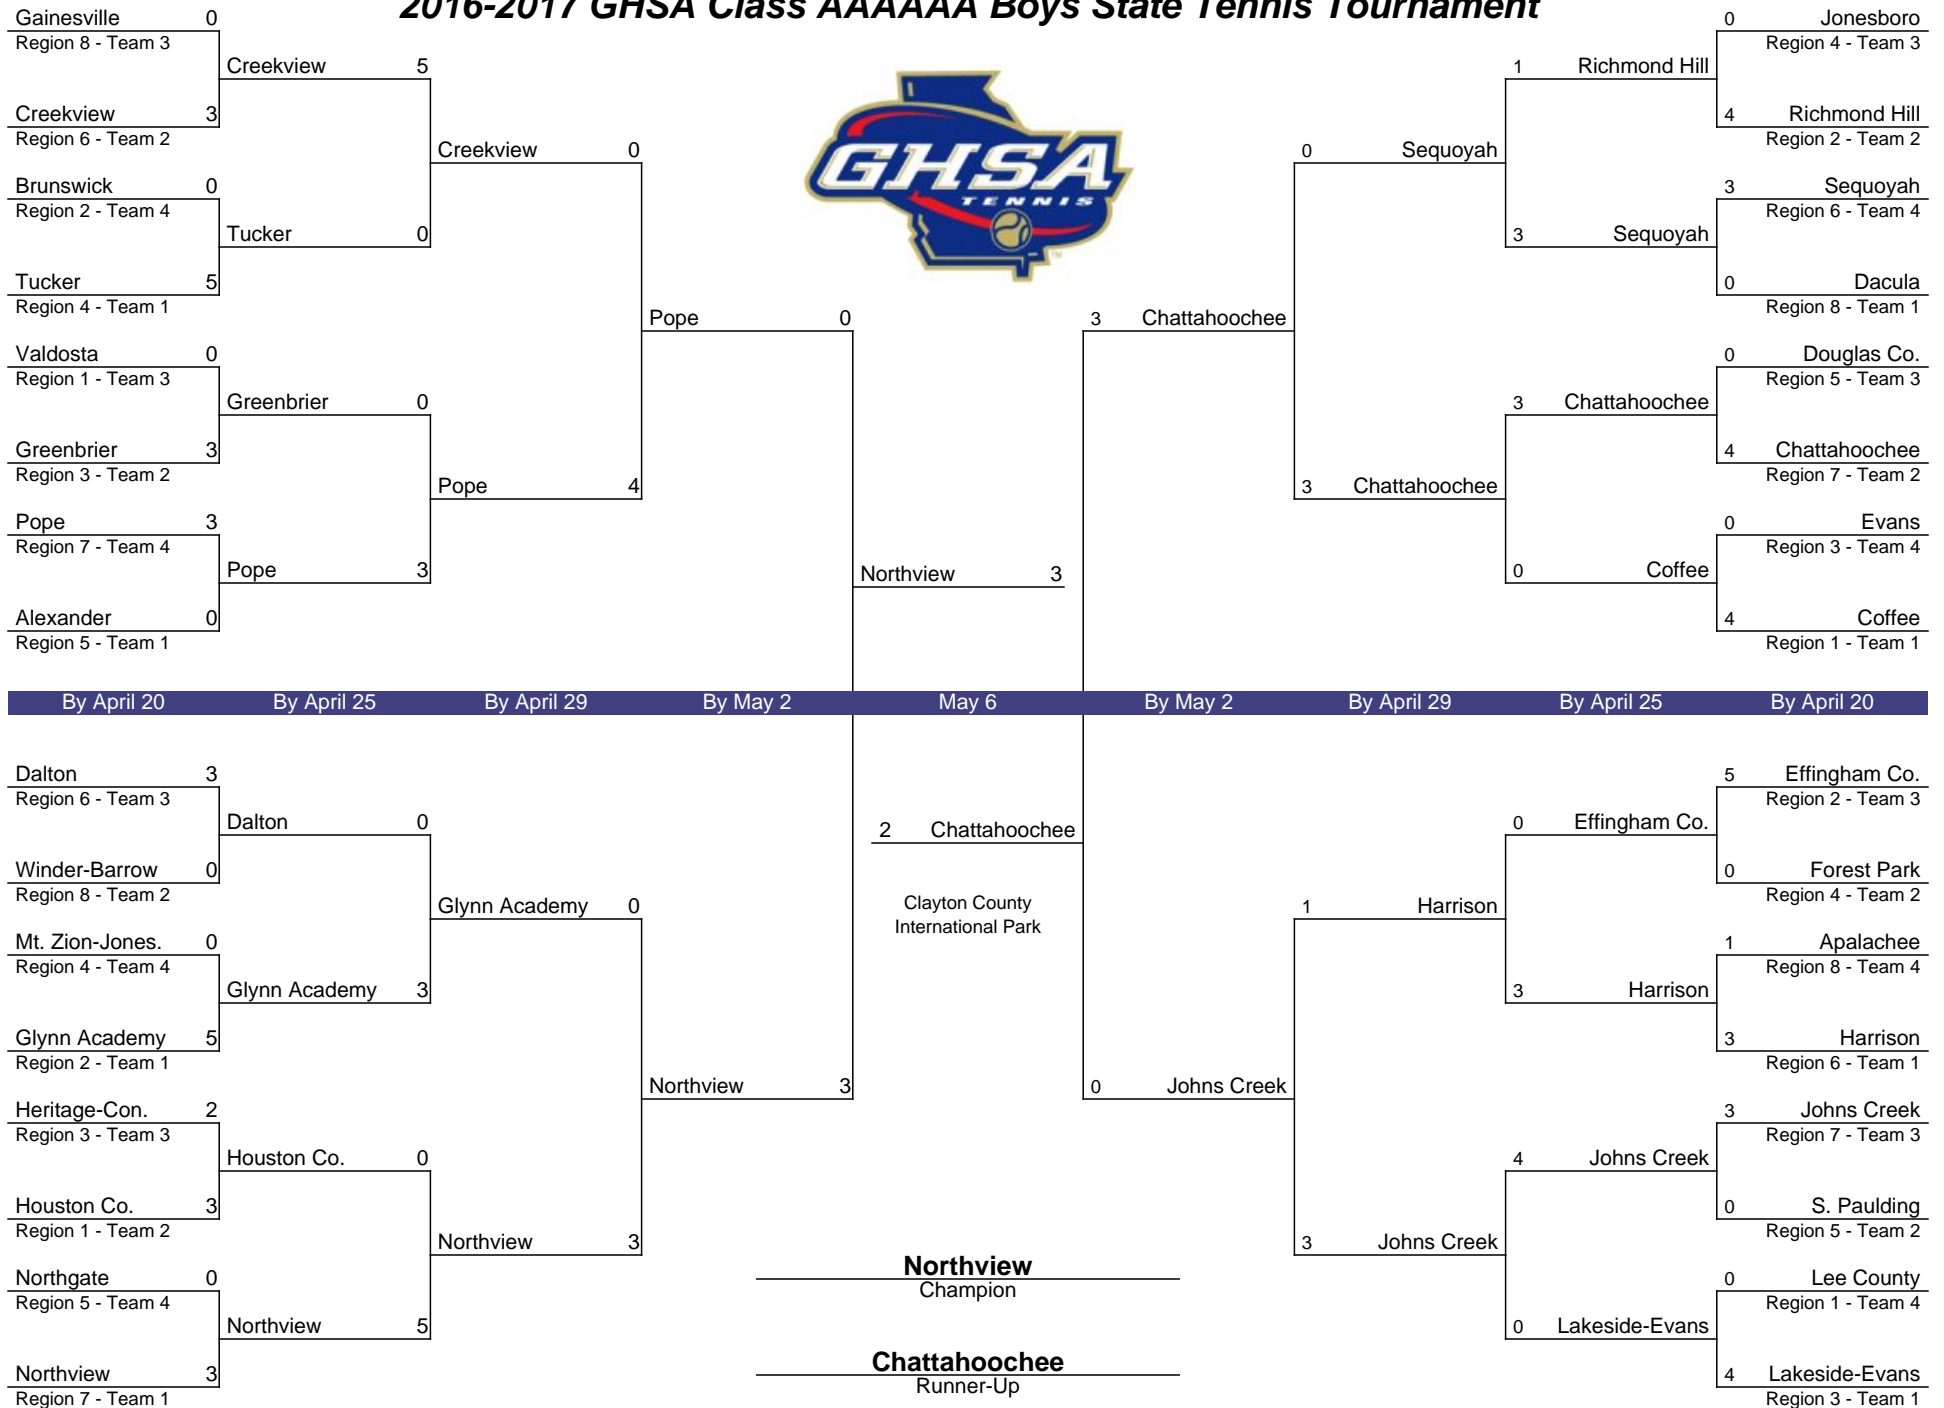 2016-2017 GHSA Class AAAAAA Boys State Tennis Tournament
Gainesville 0
Region 8 - Team 3
Creekview 5
Creekview 3
Region 6 - Team 2
Creekview 0
Brunswick 0
Region 2 - Team 4
Tucker 0
Tucker 5
Region 4 - Team 1
Pope 0
Valdosta 0
Region 1 - Team 3
Greenbrier 0
Greenbrier 3
Region 3 - Team 2
Pope 4
Pope 3
Region 7 - Team 4
Pope 3
Alexander 0
Region 5 - Team 1
GHSA
TENNIS
TM
Northview 3
0 Jonesboro
Region 4 - Team 3
1 Richmond Hill
4 Richmond Hill
Region 2 - Team 2
0 Sequoyah
3 Sequoyah
Region 6 - Team 4
3 Sequoyah
0 Dacula
Region 8 - Team 1
3 Chattahoochee
0 Douglas Co.
Region 5 - Team 3
3 Chattahoochee
4 Chattahoochee
Region 7 - Team 2
3 Chattahoochee
0 Evans
Region 3 - Team 4
0 Coffee
4 Coffee
Region 1 - Team 1
By April 20 By April 25 By April 29 By May 2 May 6 By May 2 By April 29 By April 25 By April 20
Dalton 3
Region 6 - Team 3
Dalton 0
Winder-Barrow 0
Region 8 - Team 2
Glynn Academy 0
Mt. Zion-Jones. 0
Region 4 - Team 4
Glynn Academy 3
Glynn Academy 5
Region 2 - Team 1
Northview 3
Heritage-Con. 2
Region 3 - Team 3
Houston Co. 0
Houston Co. 3
Region 1 - Team 2
Northview 3
Northgate 0
Region 5 - Team 4
Northview 5
Northview 3
Region 7 - Team 1
2 Chattahoochee
Clayton County
International Park
Northview
Champion
Chattahoochee
Runner-Up
5 Effingham Co.
Region 2 - Team 3
0 Effingham Co.
0 Forest Park
Region 4 - Team 2
1 Harrison
1 Apalachee
Region 8 - Team 4
3 Harrison
3 Harrison
Region 6 - Team 1
0 Johns Creek
3 Johns Creek
Region 7 - Team 3
4 Johns Creek
0 S. Paulding
Region 5 - Team 2
3 Johns Creek
0 Lee County
Region 1 - Team 4
0 Lakeside-Evans
4 Lakeside-Evans
Region 3 - Team 1